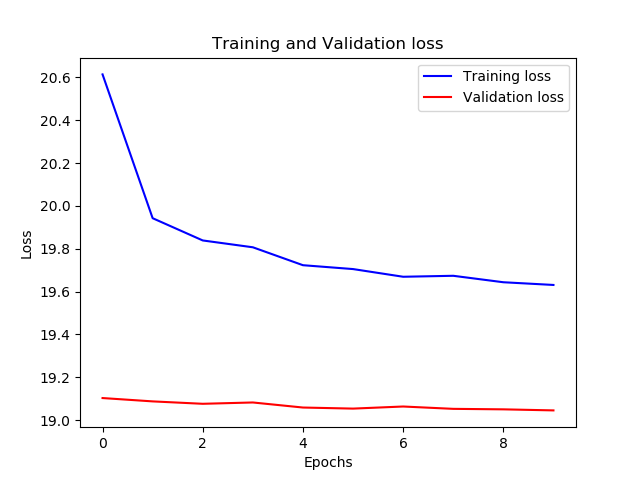 Training and Validation loss
Training loss
Validation loss
20.6
20.4
20.2
20.0
19.8
19.6
19.4
19.2
19.0
Loss
0 2 4 6 8
Epochs